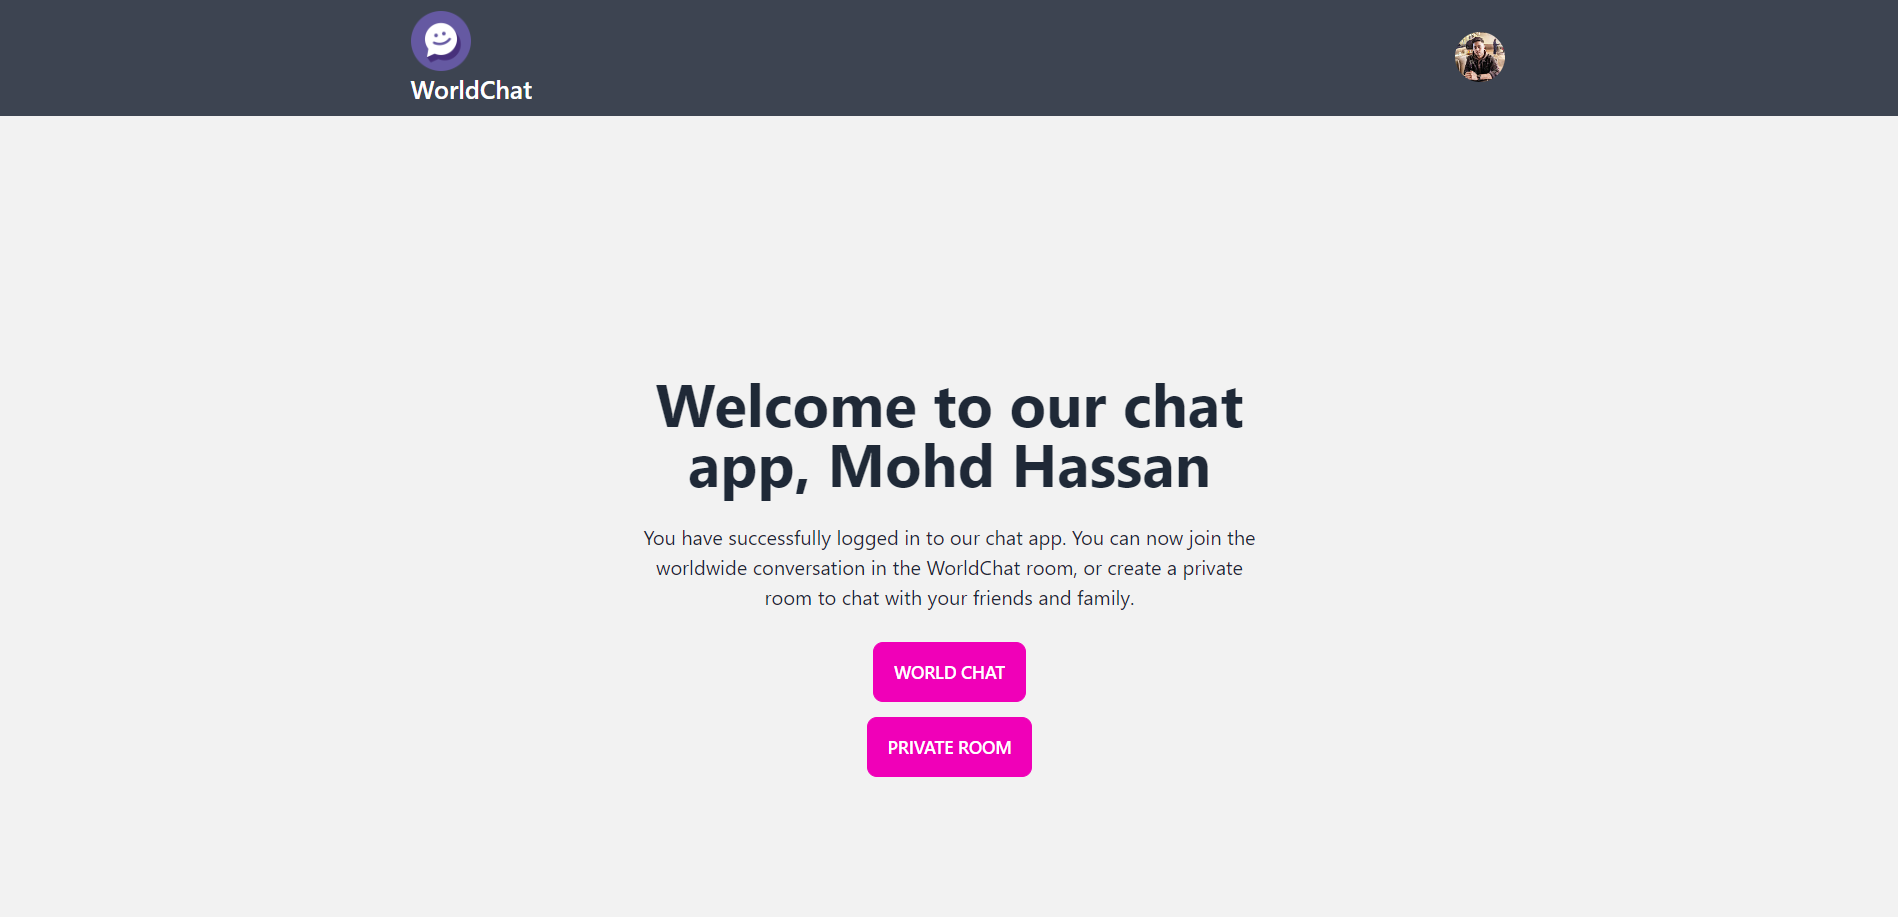 WorldChat
Welcome to our chat
app, Mohd Hassan
You have successfully logged in to our chat app. You can now join the
worldwide conversation in the WorldChat room, or create a private
room to chat with your friends and family.
WORLD CHAT
PRIVATE ROOM